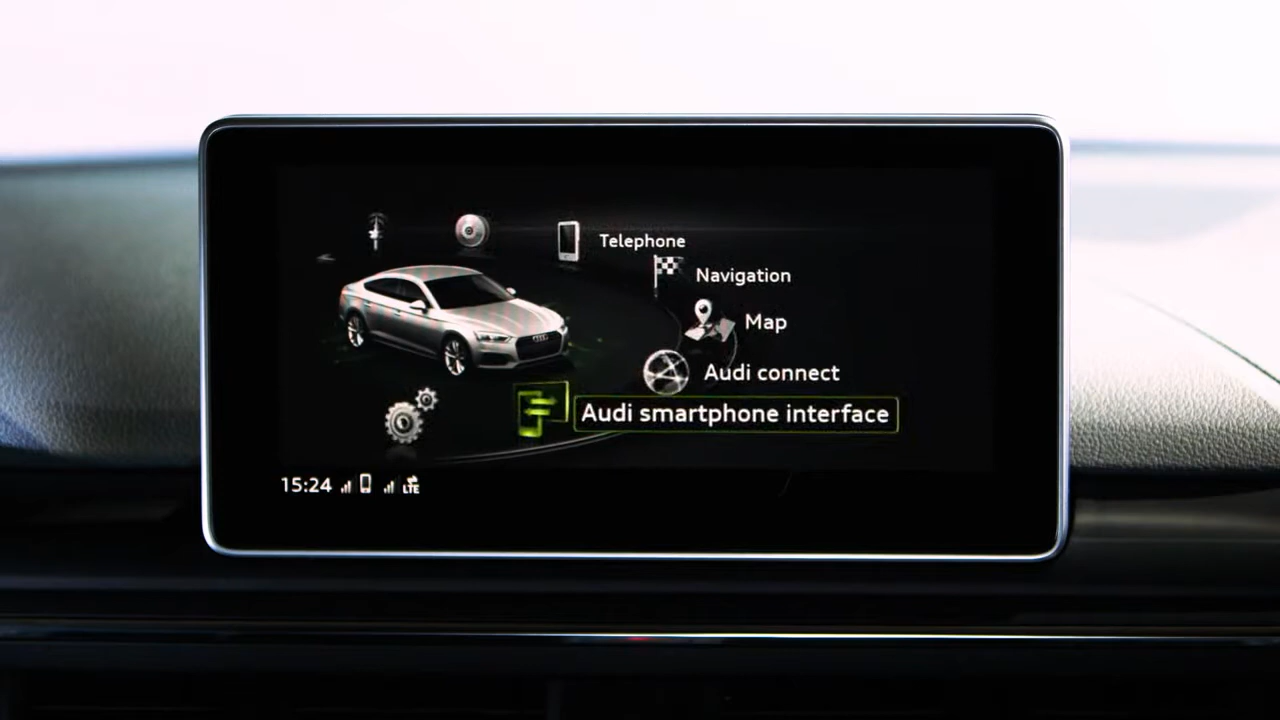 Telephone
Navigation
Map
Audi connect
Audi smartphone interface
15:24 LTE